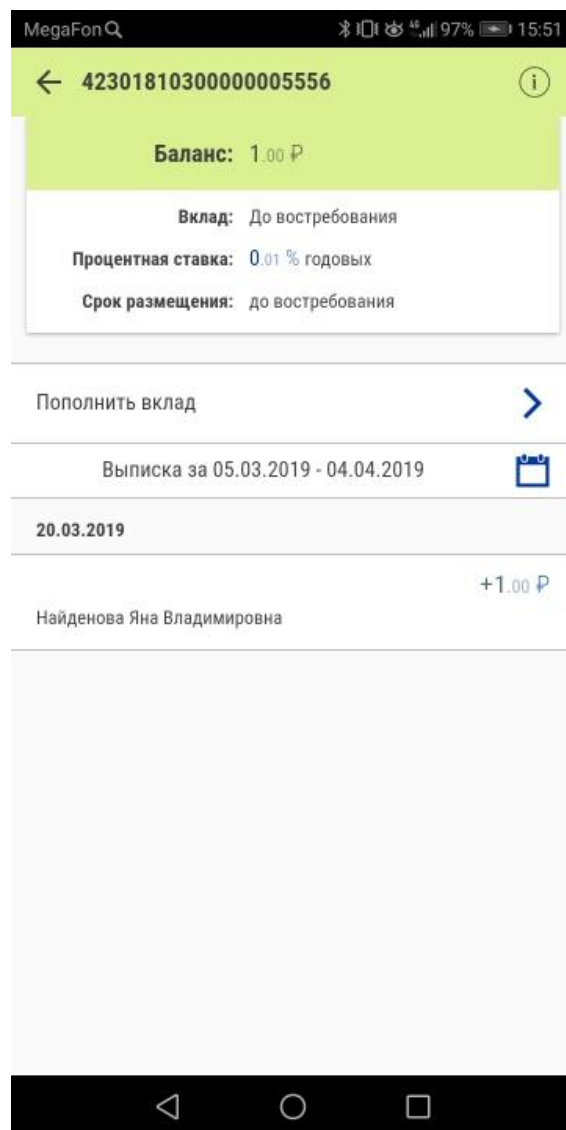 MegaFon 4G 97% 15:51
42301810300000005556
Баланс: 1.00 ₽
Вклад: До востребования
Процентная ставка: 0.01 % годовых
Срок размещения: до востребования
Пополнить вклад
Выписка за 05.03.2019 - 04.04.2019
20.03.2019
+1.00 ₽
Найденова Яна Владимировна